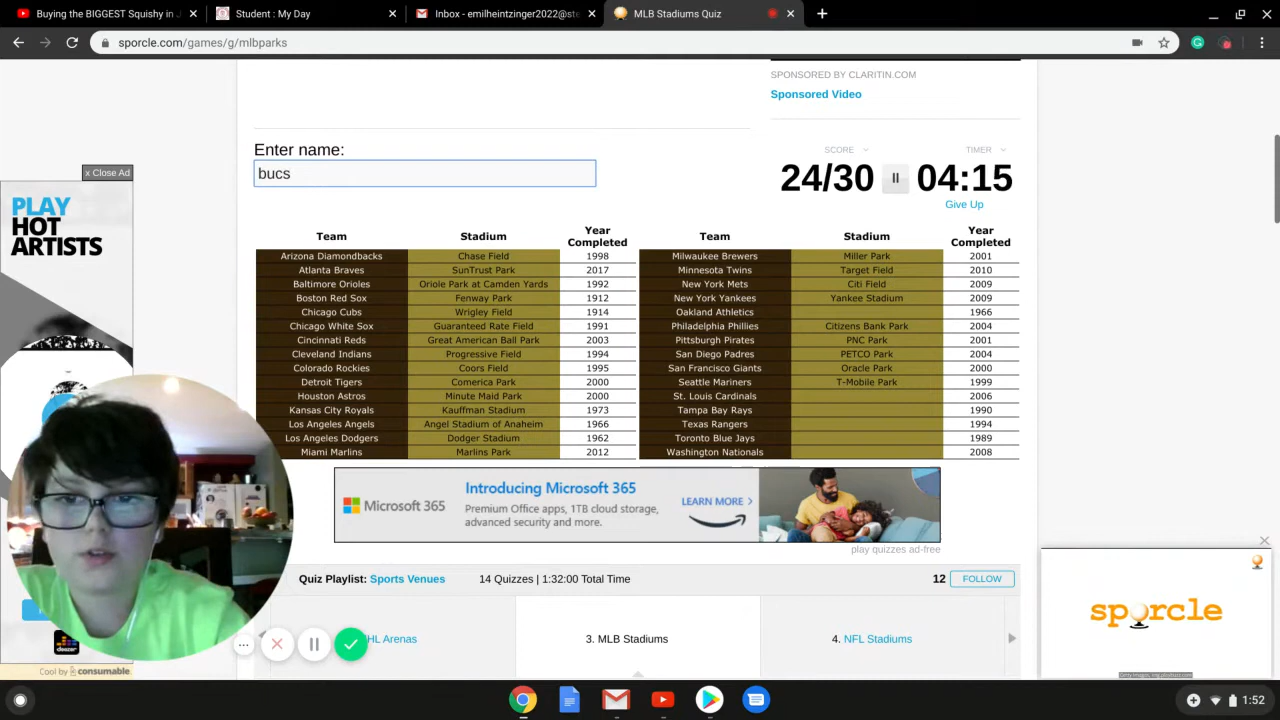 Buying the BIGGEST Squishy in J
Student : My Day
Inbox - emilheintzinger2022@ste
MLB Stadiums Quiz
sporcle.com/games/g/mlbparks
SPONSORED BY CLARITIN.COM
Sponsored Video
Enter name:
bucs
SCORE
TIMER
24/30
04:15
Give Up
x Close Ad
PLAY
HOT
ARTISTS
Team Stadium Year Completed Team Stadium Year Completed
Arizona Diamondbacks Chase Field 1998 Milwaukee Brewers Miller Park 2001
Atlanta Braves SunTrust Park 2017 Minnesota Twins Target Field 2010
Baltimore Orioles Oriole Park at Camden Yards 1992 New York Mets Citi Field 2009
Boston Red Sox Fenway Park 1912 New York Yankees Yankee Stadium 2009
Chicago Cubs Wrigley Field 1914 Oakland Athletics 1966
Chicago White Sox Guaranteed Rate Field 1991 Philadelphia Phillies Citizens Bank Park 2004
Cincinnati Reds Great American Ball Park 2003 Pittsburgh Pirates PNC Park 2001
Cleveland Indians Progressive Field 1994 San Diego Padres PETCO Park 2004
Colorado Rockies Coors Field 1995 San Francisco Giants Oracle Park 2000
Detroit Tigers Comerica Park 2000 Seattle Mariners T-Mobile Park 1999
Houston Astros Minute Maid Park 2000 St. Louis Cardinals 2006
Kansas City Royals Kauffman Stadium 1973 Tampa Bay Rays 1990
Los Angeles Angels Angel Stadium of Anaheim 1966 Texas Rangers 1994
Los Angeles Dodgers Dodger Stadium 1962 Toronto Blue Jays 1989
Miami Marlins Marlins Park 2012 Washington Nationals 2008
Microsoft 365
Introducing Microsoft 365
Premium Office apps, 1TB cloud storage,
advanced security and more.
LEARN MORE
play quizzes ad-free
Quiz Playlist: Sports Venues 14 Quizzes | 1:32:00 Total Time 12 FOLLOW
HL Arenas
3. MLB Stadiums
4. NFL Stadiums
sporcle
deezer
Cool by consumable.
1:52